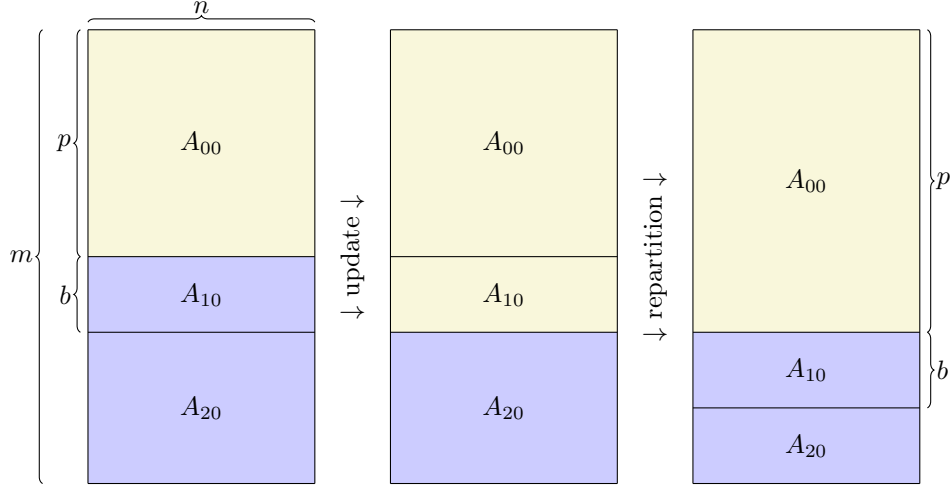 n
m
p
b
A₀₀
A₁₀
A₂₀
↓ update ↓
A₀₀
A₁₀
A₂₀
↓ repartition ↓
A₀₀
A₁₀
A₂₀
p
b